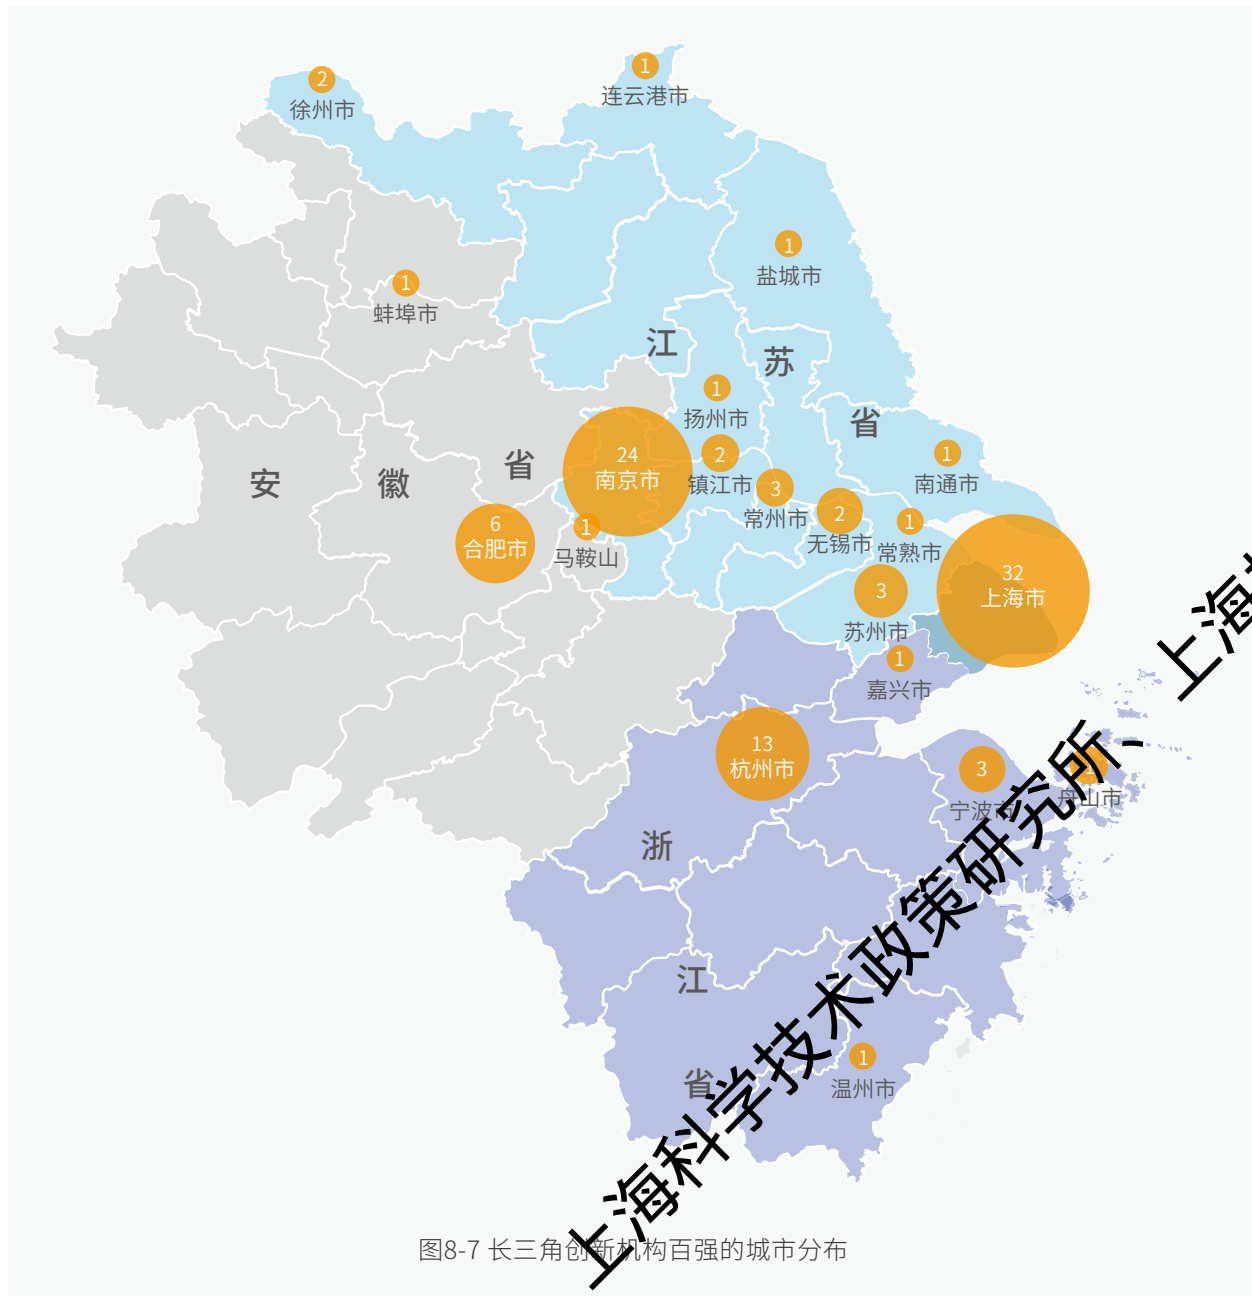 1
连云港市
2
徐州市
1
盐城市
1
蚌埠市
江
苏
省
1
扬州市
24
南京市
2
镇江市
1
南通市
安
徽
省
3
常州市
2
无锡市
1
常熟市
6
合肥市
1
马鞍山
32
上海市
3
苏州市
1
嘉兴市
13
杭州市
3
宁波市
1
舟山市
浙
江
省
1
温州市
上海科学技术政策研究所、上海
图8-7 长三角创新机构百强的城市分布